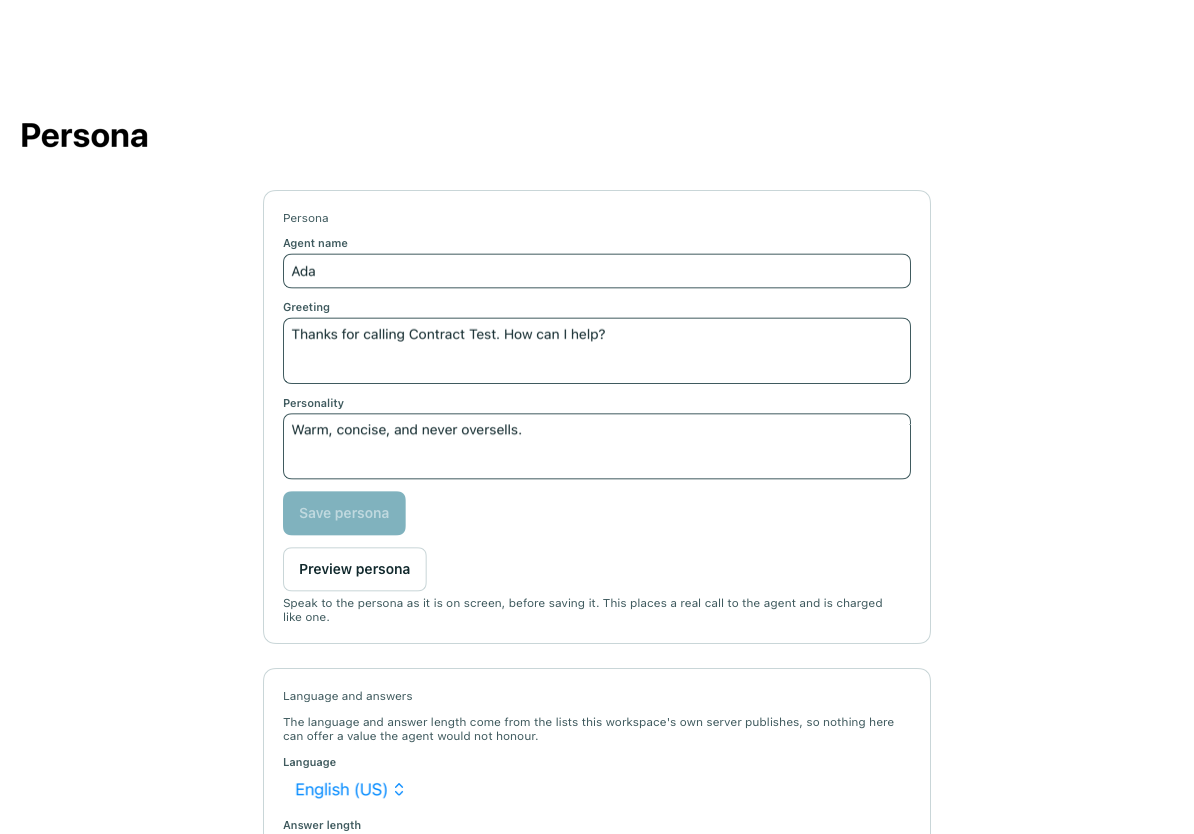 Persona
Persona
Agent name
Ada
Greeting
Thanks for calling Contract Test. How can I help?
Personality
Warm, concise, and never oversells.
Save persona
Preview persona
Speak to the persona as it is on screen, before saving it. This places a real call to the agent and is charged
like one.
Language and answers
The language and answer length come from the lists this workspace's own server publishes, so nothing here
can offer a value the agent would not honour.
Language
English (US)
Answer length